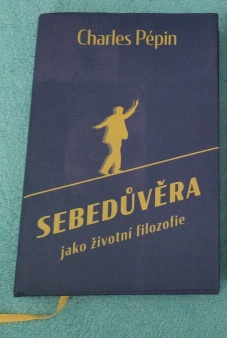 Charles Pépin
SEBEDŮVĚRA
jako životní filozofie